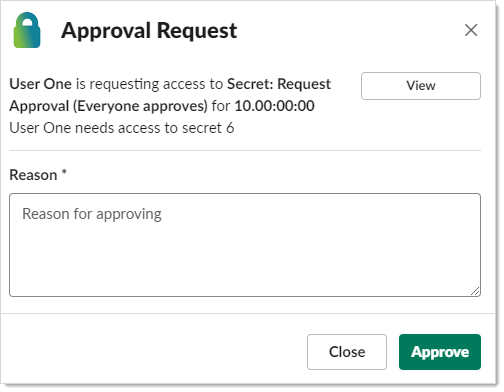 Approval Request
User One is requesting access to Secret: Request
Approval (Everyone approves) for 10.00:00:00
User One needs access to secret 6
View
Reason *
Reason for approving
Close
Approve